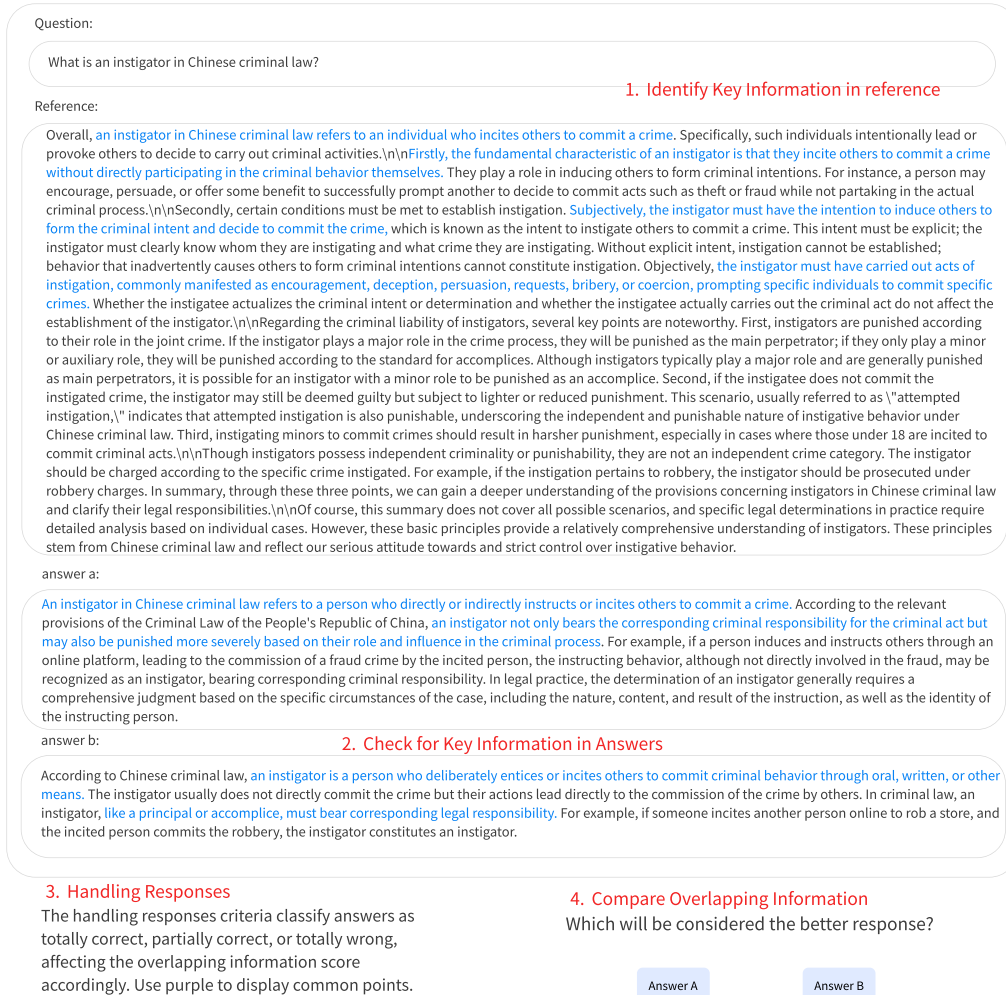 Question:
What is an instigator in Chinese criminal law?
1. Identify Key Information in reference
Reference:
Overall, an instigator in Chinese criminal law refers to an individual who incites others to commit a crime. Specifically, such individuals intentionally lead or
provoke others to decide to carry out criminal activities.\n\nFirstly, the fundamental characteristic of an instigator is that they incite others to commit a crime
without directly participating in the criminal behavior themselves. They play a role in inducing others to form criminal intentions. For instance, a person may
encourage, persuade, or offer some benefit to successfully prompt another to decide to commit acts such as theft or fraud while not partaking in the actual
criminal process.\n\nSecondly, certain conditions must be met to establish instigation. Subjectively, the instigator must have the intention to induce others to
form the criminal intent and decide to commit the crime, which is known as the intent to instigate others to commit a crime. This intent must be explicit; the
instigator must clearly know whom they are instigating and what crime they are instigating. Without explicit intent, instigation cannot be established;
behavior that inadvertently causes others to form criminal intentions cannot constitute instigation. Objectively, the instigator must have carried out acts of
instigation, commonly manifested as encouragement, deception, persuasion, requests, bribery, or coercion, prompting specific individuals to commit specific
crimes. Whether the instigatee actualizes the criminal intent or determination and whether the instigatee actually carries out the criminal act do not affect the
establishment of the instigator.\n\nRegarding the criminal liability of instigators, several key points are noteworthy. First, instigators are punished according
to their role in the joint crime. If the instigator plays a major role in the crime process, they will be punished as the main perpetrator; if they only play a minor
or auxiliary role, they will be punished according to the standard for accomplices. Although instigators typically play a major role and are generally punished
as main perpetrators, it is possible for an instigator with a minor role to be punished as an accomplice. Second, if the instigatee does not commit the
instigated crime, the instigator may still be deemed guilty but subject to lighter or reduced punishment. This scenario, usually referred to as \"attempted
instigation,\" indicates that attempted instigation is also punishable, underscoring the independent and punishable nature of instigative behavior under
Chinese criminal law. Third, instigating minors to commit crimes should result in harsher punishment, especially in cases where those under 18 are incited to
commit criminal acts.\n\nThough instigators possess independent criminality or punishability, they are not an independent crime category. The instigator
should be charged according to the specific crime instigated. For example, if the instigation pertains to robbery, the instigator should be prosecuted under
robbery charges. In summary, through these three points, we can gain a deeper understanding of the provisions concerning instigators in Chinese criminal law
and clarify their legal responsibilities.\n\nOf course, this summary does not cover all possible scenarios, and specific legal determinations in practice require
detailed analysis based on individual cases. However, these basic principles provide a relatively comprehensive understanding of instigators. These principles
stem from Chinese criminal law and reflect our serious attitude towards and strict control over instigative behavior.
answer a:
An instigator in Chinese criminal law refers to a person who directly or indirectly instructs or incites others to commit a crime. According to the relevant
provisions of the Criminal Law of the People's Republic of China, an instigator not only bears the corresponding criminal responsibility for the criminal act but
may also be punished more severely based on their role and influence in the criminal process. For example, if a person induces and instructs others through an
online platform, leading to the commission of a fraud crime by the incited person, the instructing behavior, although not directly involved in the fraud, may be
recognized as an instigator, bearing corresponding criminal responsibility. In legal practice, the determination of an instigator generally requires a
comprehensive judgment based on the specific circumstances of the case, including the nature, content, and result of the instruction, as well as the identity of
the instructing person.
answer b:
2. Check for Key Information in Answers
According to Chinese criminal law, an instigator is a person who deliberately entices or incites others to commit criminal behavior through oral, written, or other
means. The instigator usually does not directly commit the crime but their actions lead directly to the commission of the crime by others. In criminal law, an
instigator, like a principal or accomplice, must bear corresponding legal responsibility. For example, if someone incites another person online to rob a store, and
the incited person commits the robbery, the instigator constitutes an instigator.
3. Handling Responses
The handling responses criteria classify answers as
totally correct, partially correct, or totally wrong,
affecting the overlapping information score
accordingly. Use purple to display common points.
4. Compare Overlapping Information
Which will be considered the better response?
Answer A
Answer B